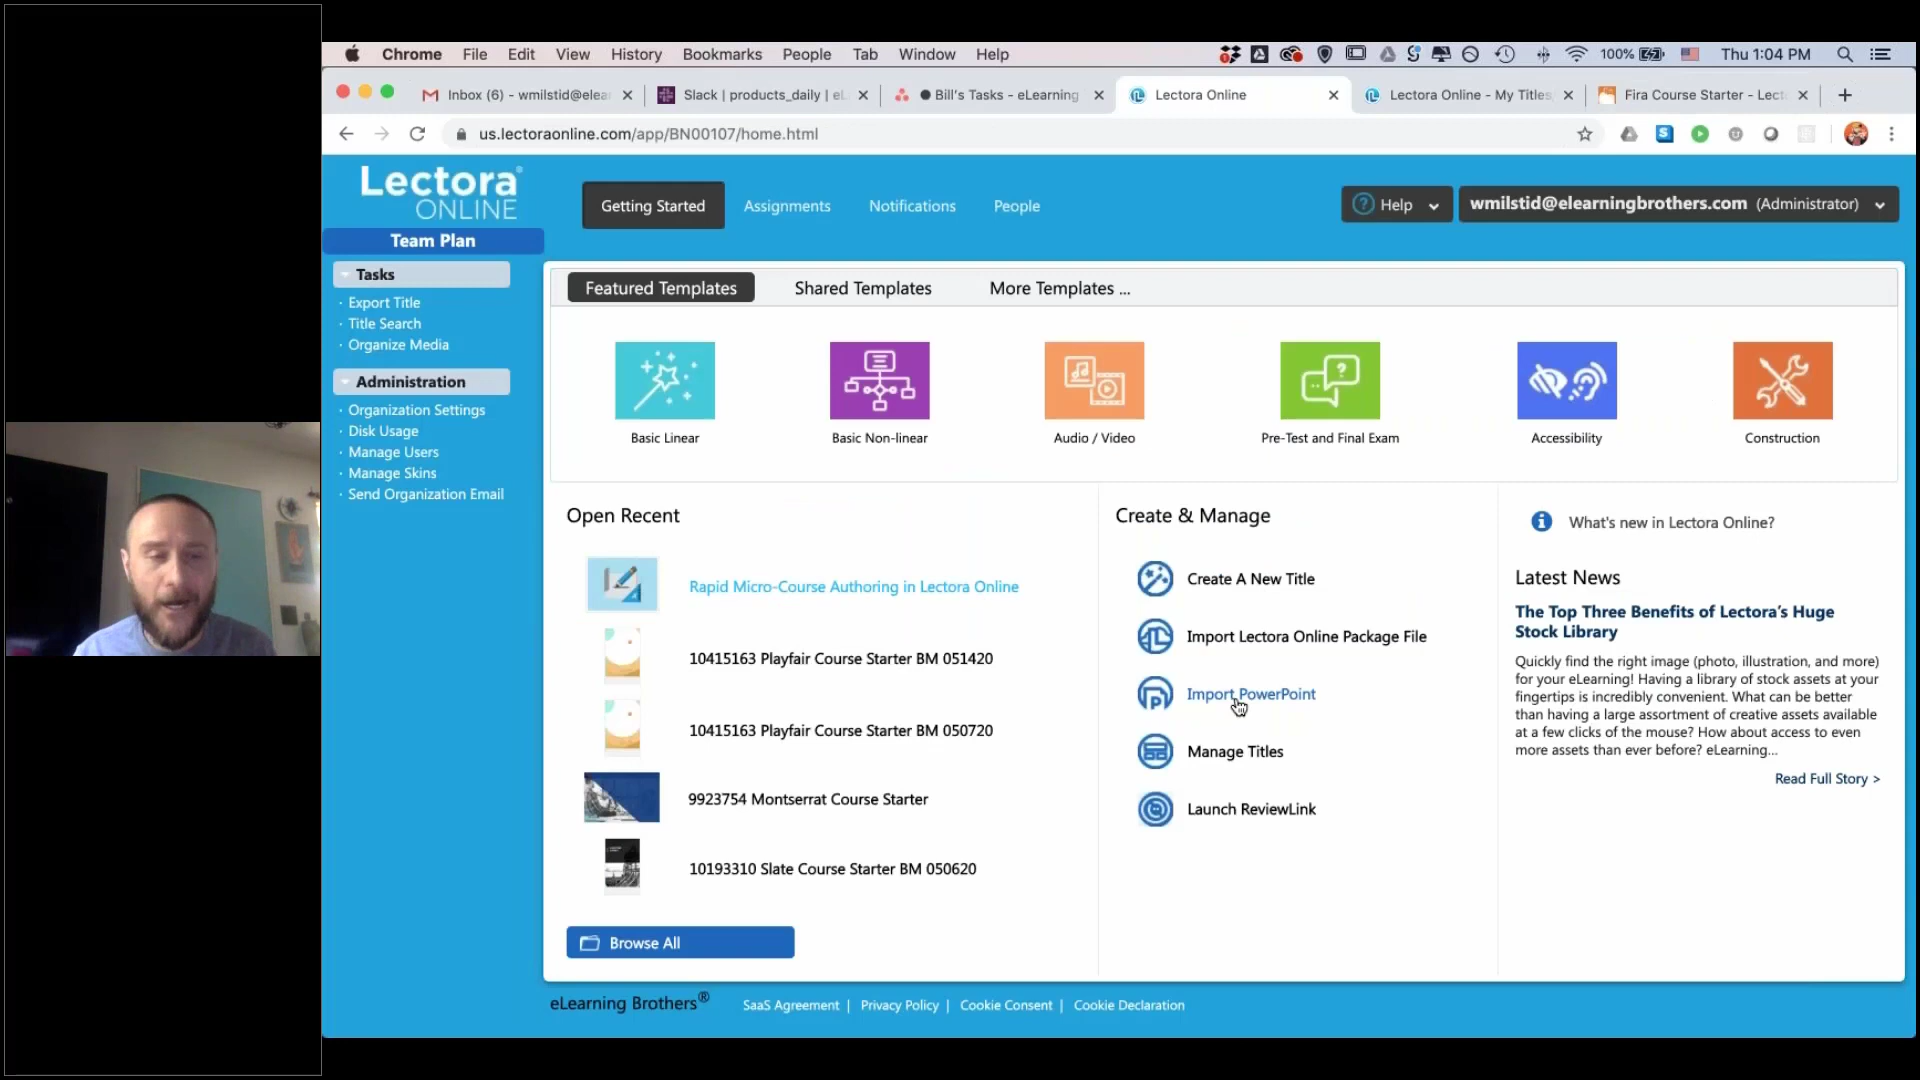 Chrome File Edit View History Bookmarks People Tab Window Help 100% Thu 1:04 PM
Inbox (6) - wmilstid@elea
Slack | products_daily | eL
Bill's Tasks - eLearning
Lectora Online
Lectora Online - My Titles
Fira Course Starter - Lect
us.lectoraonline.com/app/BN00107/home.html
Lectora®
ONLINE
Team Plan
Getting Started Assignments Notifications People
? Help
wmilstid@elearningbrothers.com (Administrator)
Tasks
· Export Title
· Title Search
· Organize Media
Administration
· Organization Settings
· Disk Usage
· Manage Users
· Manage Skins
· Send Organization Email
Featured Templates Shared Templates More Templates ...
Basic Linear
Basic Non-linear
Audio / Video
Pre-Test and Final Exam
Accessibility
Construction
Open Recent
Rapid Micro-Course Authoring in Lectora Online
10415163 Playfair Course Starter BM 051420
10415163 Playfair Course Starter BM 050720
9923754 Montserrat Course Starter
10193310 Slate Course Starter BM 050620
Browse All
Create & Manage
Create A New Title
Import Lectora Online Package File
Import PowerPoint
Manage Titles
Launch ReviewLink
What's new in Lectora Online?
Latest News
The Top Three Benefits of Lectora's Huge
Stock Library
Quickly find the right image (photo, illustration, and more)
for your eLearning! Having a library of stock assets at your
fingertips is incredibly convenient. What can be better
than having a large assortment of creative assets available
at a few clicks of the mouse? How about access to even
more assets than ever before? eLearning...
Read Full Story >
eLearning Brothers® SaaS Agreement | Privacy Policy | Cookie Consent | Cookie Declaration